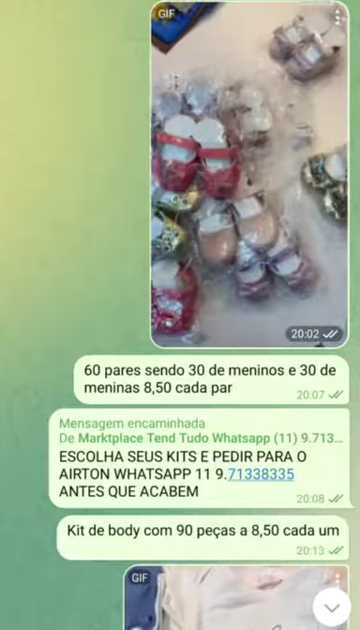 GIF
20:02
60 pares sendo 30 de meninos e 30 de
meninas 8,50 cada par
20:07
Mensagem encaminhada
De Marktplace Tend Tudo Whatsapp (11) 9.713...
ESCOLHA SEUS KITS E PEDIR PARA O
AIRTON WHATSAPP 11 9.71338335
ANTES QUE ACABEM
20:08
Kit de body com 90 peças a 8,50 cada um
20:13
GIF